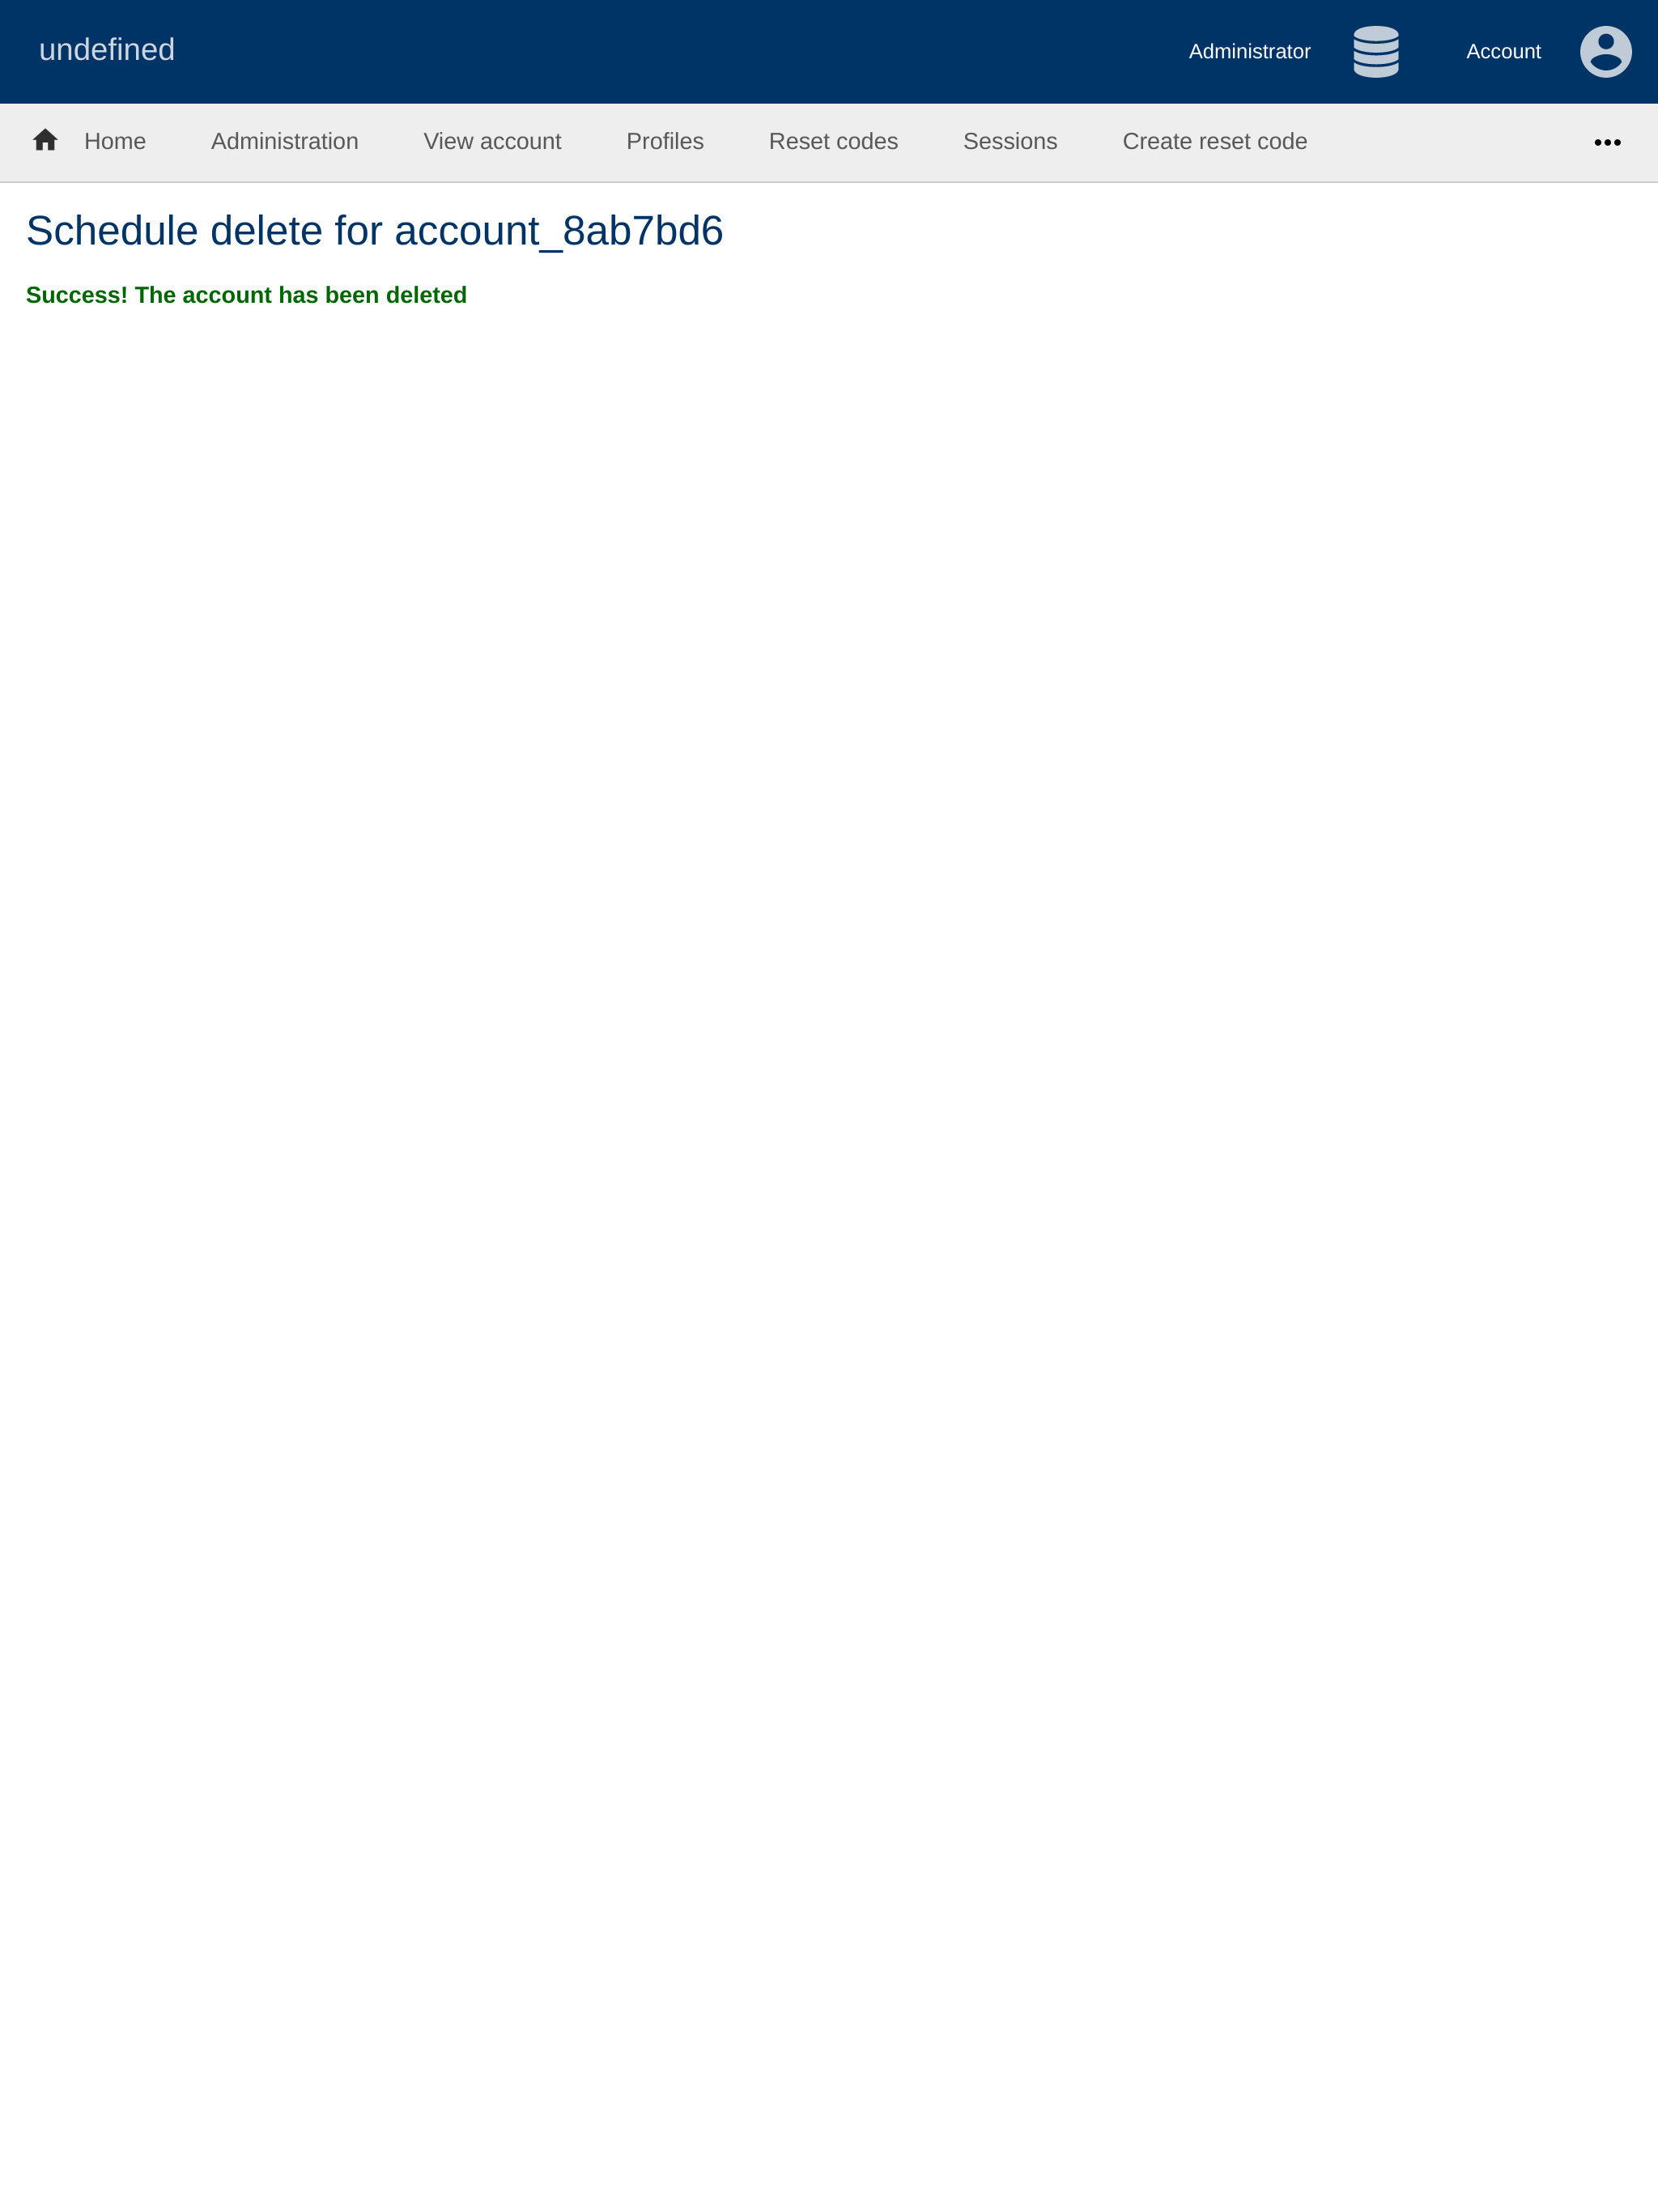 undefined
Administrator
Account
Home
Administration
View account
Profiles
Reset codes
Sessions
Create reset code
Schedule delete for account_8ab7bd6
Success! The account has been deleted